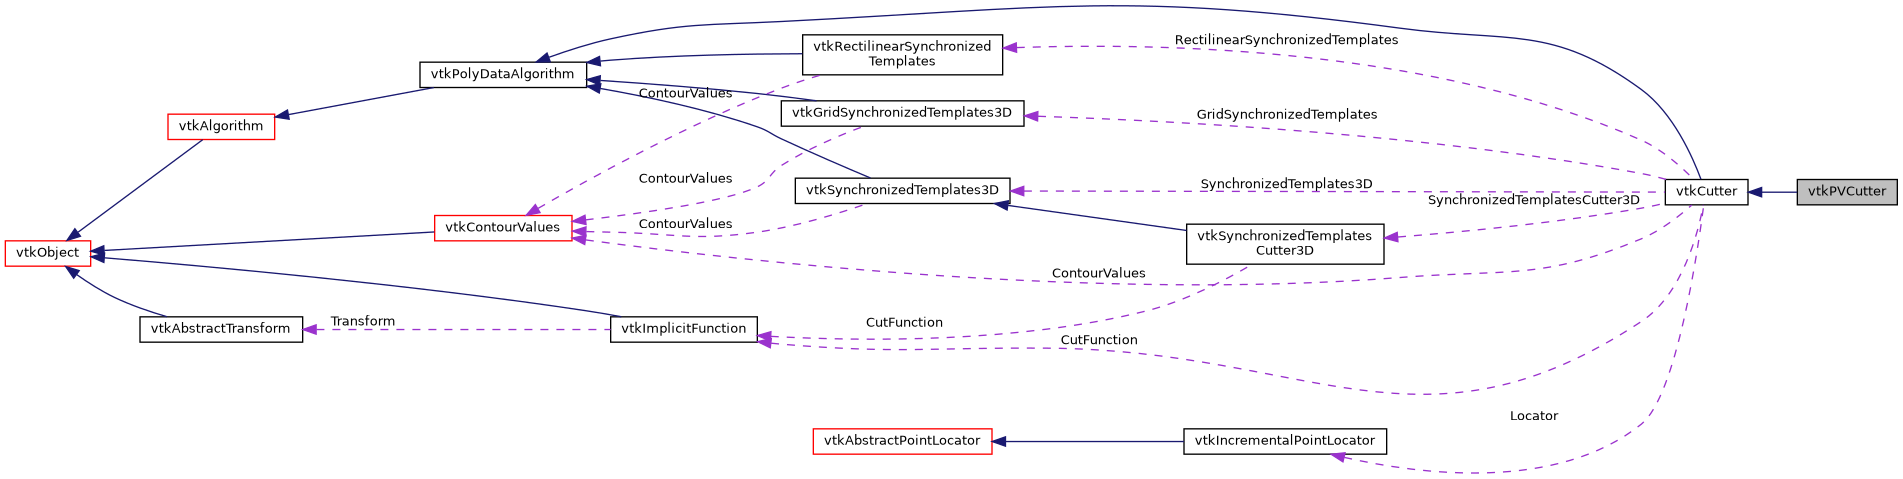 RectilinearSynchronizedTemplates
vtkRectilinearSynchronized
Templates
vtkPolyDataAlgorithm
ContourValues
vtkGridSynchronizedTemplates3D
GridSynchronizedTemplates
vtkAlgorithm
ContourValues
vtkSynchronizedTemplates3D
SynchronizedTemplates3D
vtkCutter
vtkPVCutter
SynchronizedTemplatesCutter3D
vtkContourValues
ContourValues
vtkSynchronizedTemplates
Cutter3D
vtkObject
ContourValues
vtkAbstractTransform
Transform
vtkImplicitFunction
CutFunction
CutFunction
Locator
vtkAbstractPointLocator
vtkIncrementalPointLocator